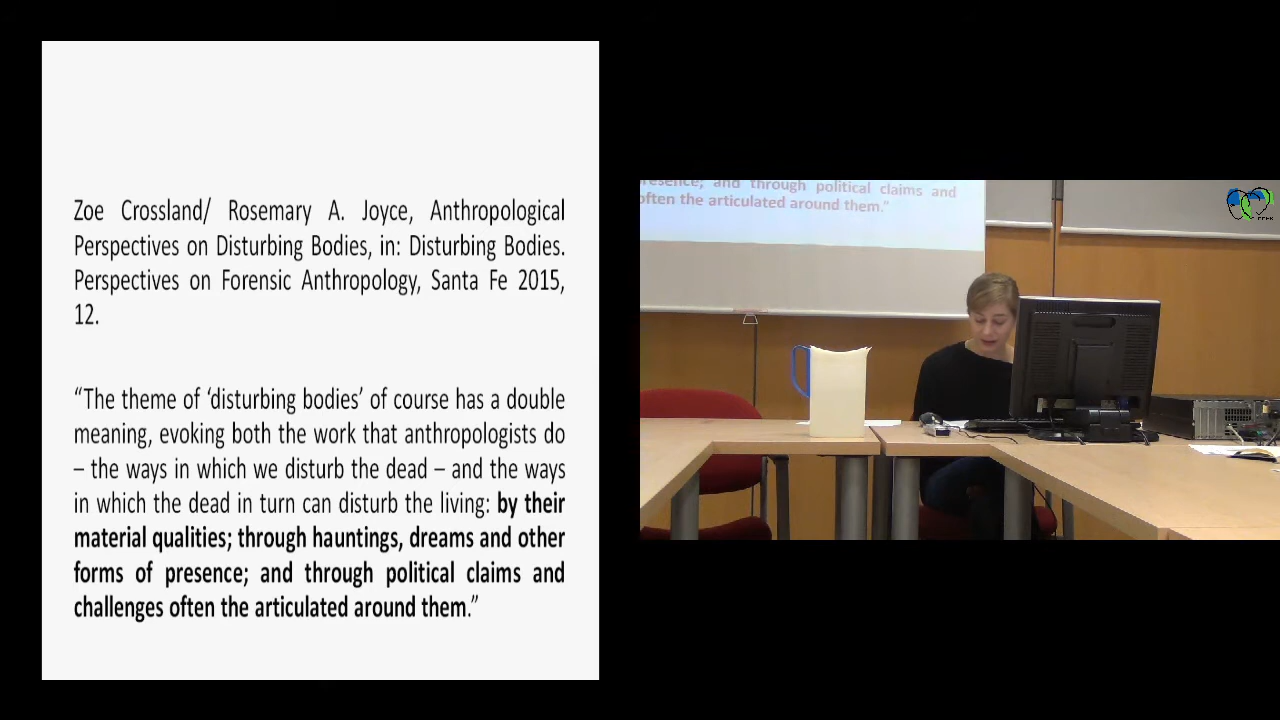 Zoe Crossland/ Rosemary A. Joyce, Anthropological
Perspectives on Disturbing Bodies, in: Disturbing Bodies.
Perspectives on Forensic Anthropology, Santa Fe 2015,
12.
“The theme of ‘disturbing bodies’ of course has a double
meaning, evoking both the work that anthropologists do
– the ways in which we disturb the dead – and the ways
in which the dead in turn can disturb the living: by their
material qualities; through hauntings, dreams and other
forms of presence; and through political claims and
challenges often the articulated around them.”
presence; and through political claims and
often the articulated around them.”